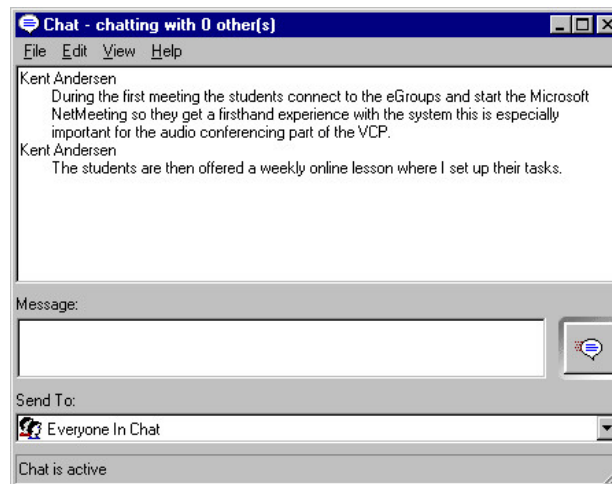 Chat - chatting with 0 other(s)
File Edit View Help
Kent Andersen
During the first meeting the students connect to the eGroups and start the Microsoft
NetMeeting so they get a firsthand experience with the system this is especially
important for the audio conferencing part of the VCP.
Kent Andersen
The students are then offered a weekly online lesson where I set up their tasks.
Message:
Send To:
Everyone In Chat
Chat is active